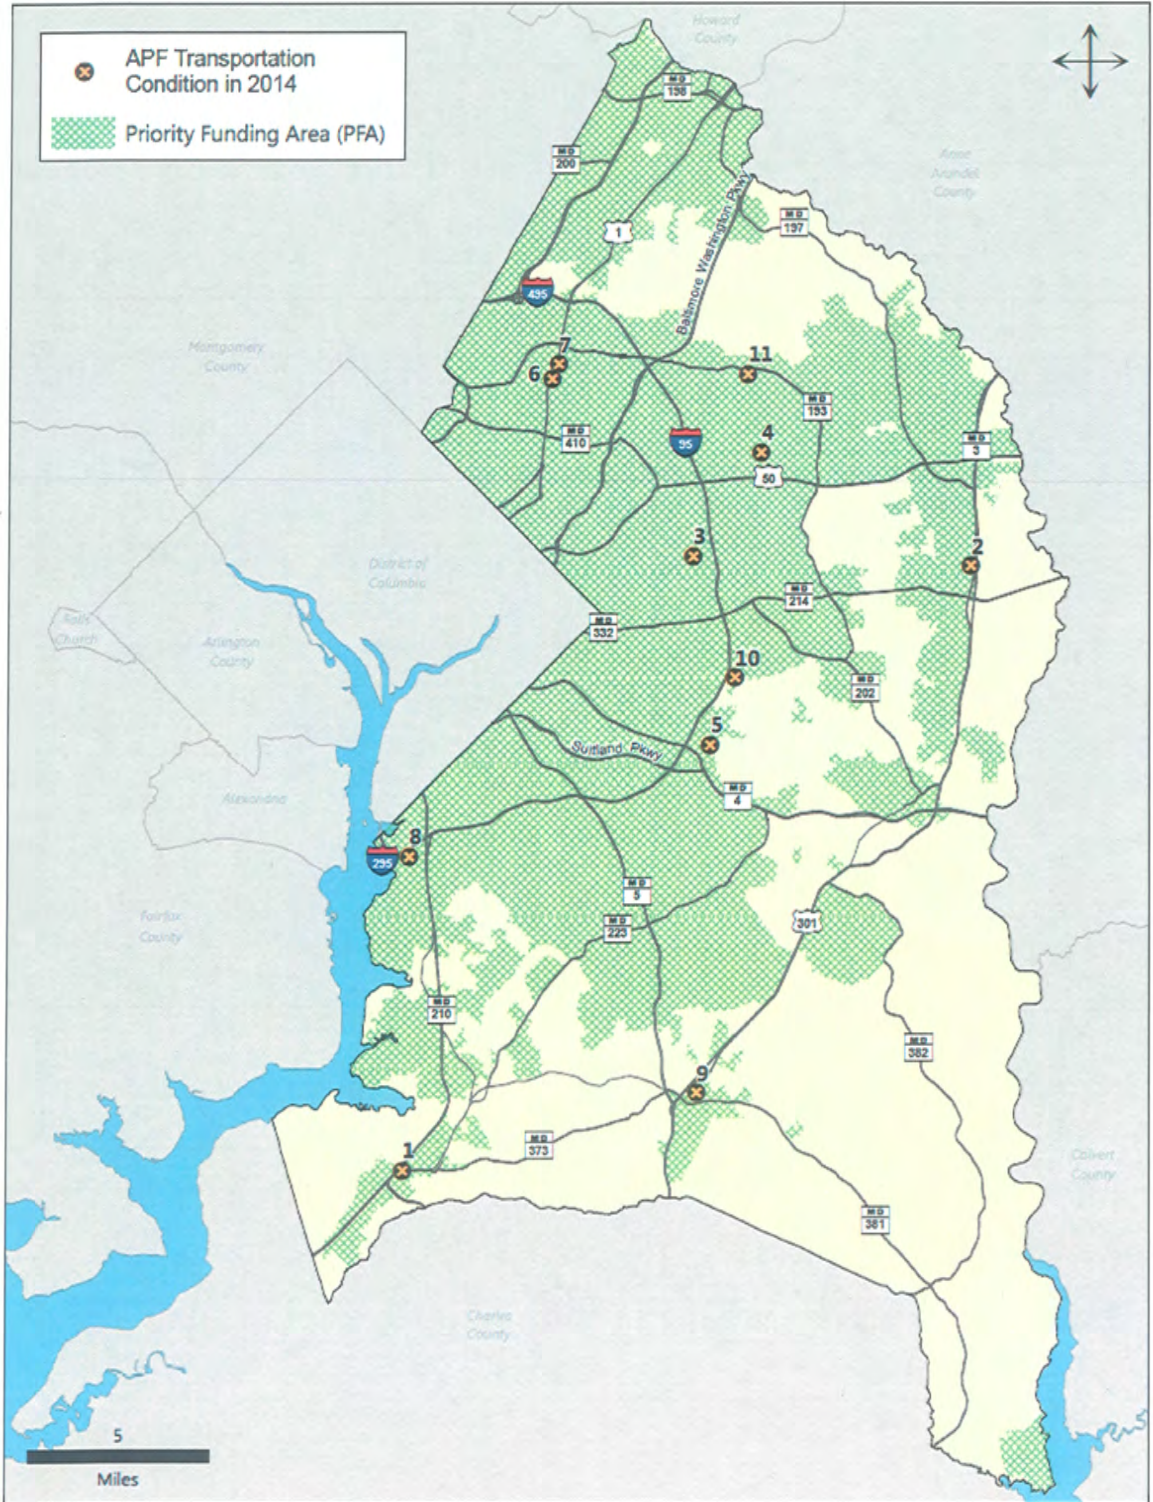 Howard
County
APF Transportation
Condition in 2014
Priority Funding Area (PFA)
MD
198
MD
200
Anne
Arundel
County
1
MD
197
Baltimore Washington Pkwy
495
Montgomery
County
7
6
11
MD
193
MD
410
95
4
MD
3
50
3
2
District of
Columbia
MD
214
Falls
Church
MD
332
Arlington
County
10
MD
202
5
Suitland Pkwy
MD
4
Alexandria
8
295
MD
5
Fairfax
County
MD
223
301
MD
210
MD
382
9
1
MD
373
Calvert
County
MD
381
Charles
County
5
Miles